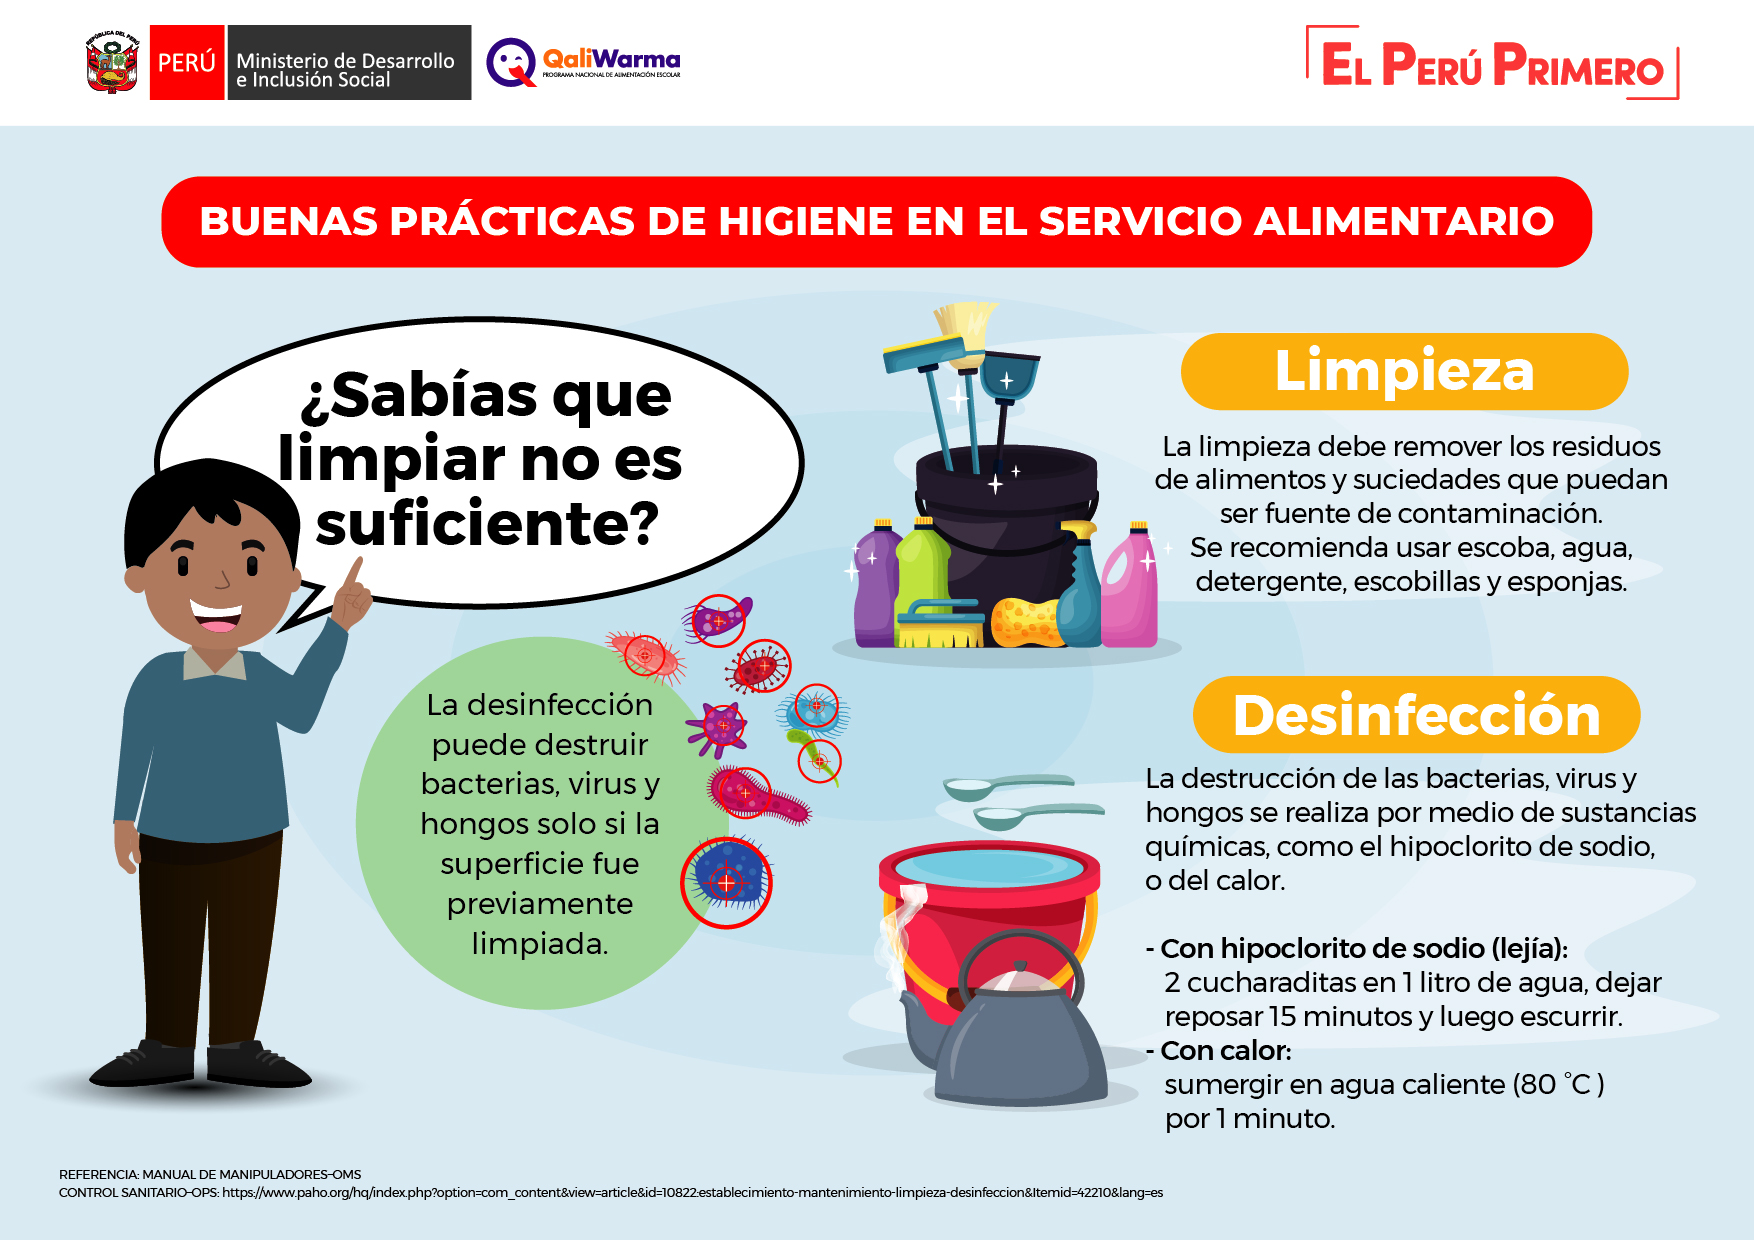 REPÚBLICA DEL PERÚ
PERÚ
Ministerio de Desarrollo
e Inclusión Social
QaliWarma
PROGRAMA NACIONAL DE ALIMENTACIÓN ESCOLAR
EL PERÚ PRIMERO
BUENAS PRÁCTICAS DE HIGIENE EN EL SERVICIO ALIMENTARIO
¿Sabías que
limpiar no es
suficiente?
La desinfección
puede destruir
bacterias, virus y
hongos solo si la
superficie fue
previamente
limpiada.
Limpieza
La limpieza debe remover los residuos
de alimentos y suciedades que puedan
ser fuente de contaminación.
Se recomienda usar escoba, agua,
detergente, escobillas y esponjas.
Desinfección
La destrucción de las bacterias, virus y
hongos se realiza por medio de sustancias
químicas, como el hipoclorito de sodio,
o del calor.
- Con hipoclorito de sodio (lejía):
2 cucharaditas en 1 litro de agua, dejar
reposar 15 minutos y luego escurrir.
- Con calor:
sumergir en agua caliente (80 °C )
por 1 minuto.
REFERENCIA: MANUAL DE MANIPULADORES-OMS
CONTROL SANITARIO-OPS: https://www.paho.org/hq/index.php?option=com_content&view=article&id=10822:establecimiento-mantenimiento-limpieza-desinfeccion&Itemid=42210&lang=es